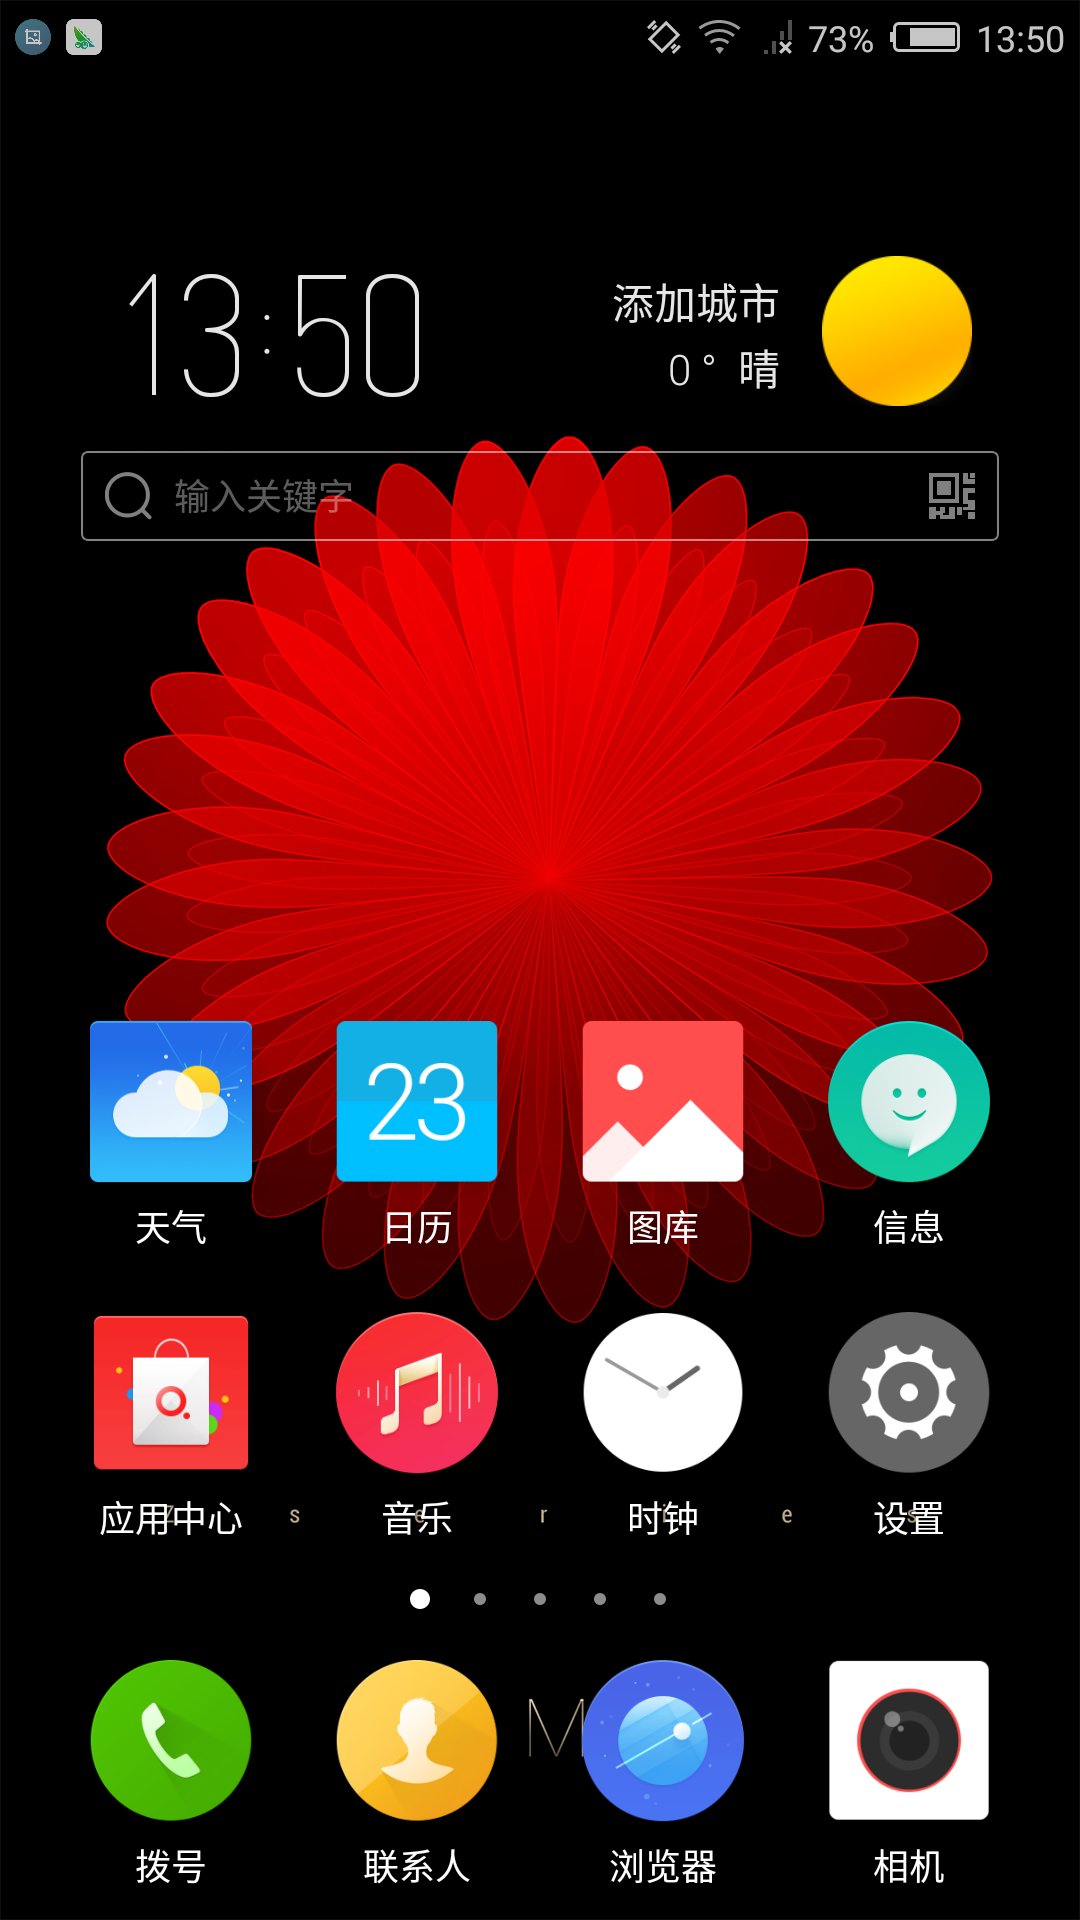 73% 13:50
13:50
添加城市
0° 晴
输入关键字
23
天气 日历 图库 信息
应用中心 音乐 时钟 设置
s e r e s
拨号 联系人 浏览器 相机
M